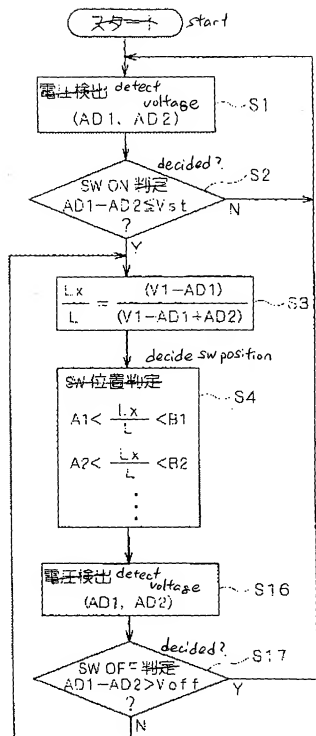 スタート start
電圧検出 detect voltage
(AD1, AD2)
S1
decided?
SW ON 判定
AD1-AD2≦Vst
?
S2
N
Y
Lx/L = (V1-AD1)/(V1-AD1+AD2)
S3
decide sw position
SW位置判定
A1< Lx/L <B1
A2< Lx/L <B2
⋮
S4
電圧検出 detect voltage
(AD1, AD2)
S16
decided?
SW OFF判定
AD1-AD2>Voff
?
S17
Y
N